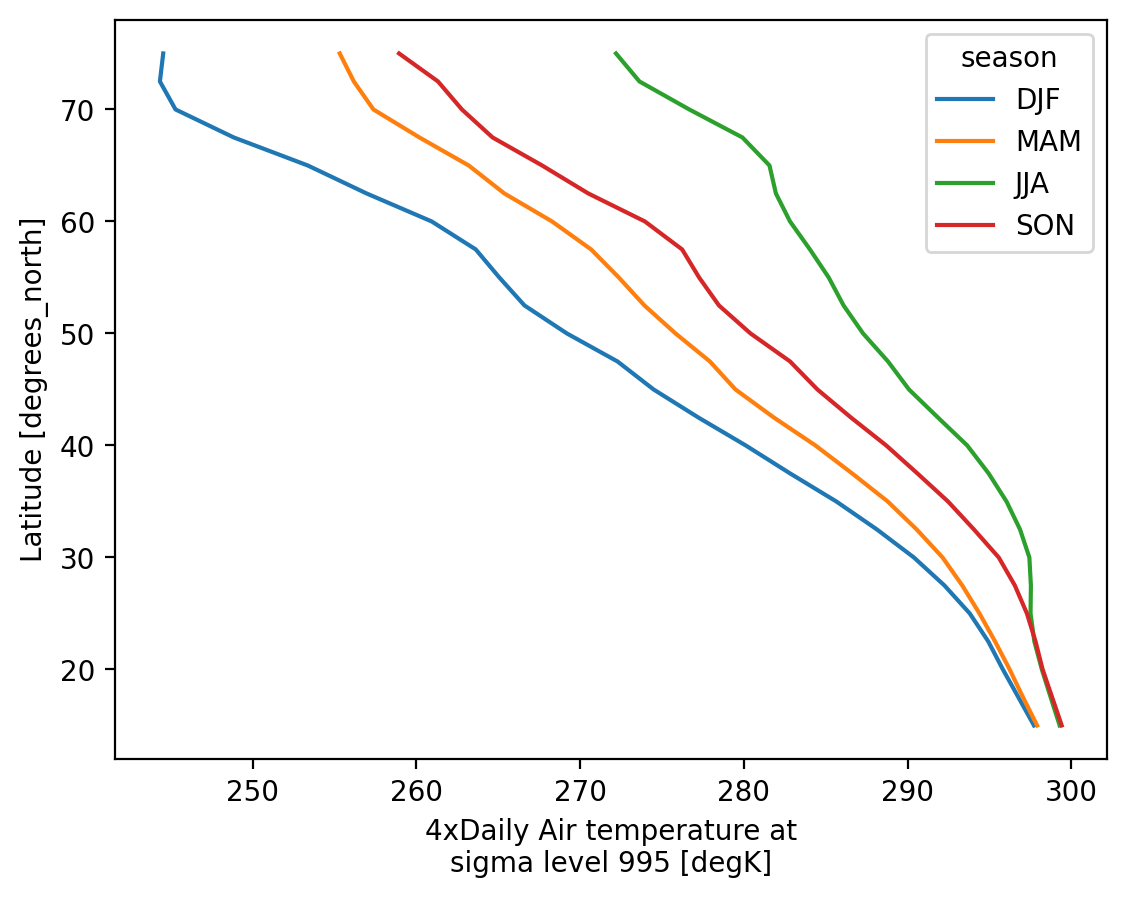 season
DJF
MAM
JJA
SON
Latitude [degrees_north]
70
60
50
40
30
20
250 260 270 280 290 300
4xDaily Air temperature at
sigma level 995 [degK]